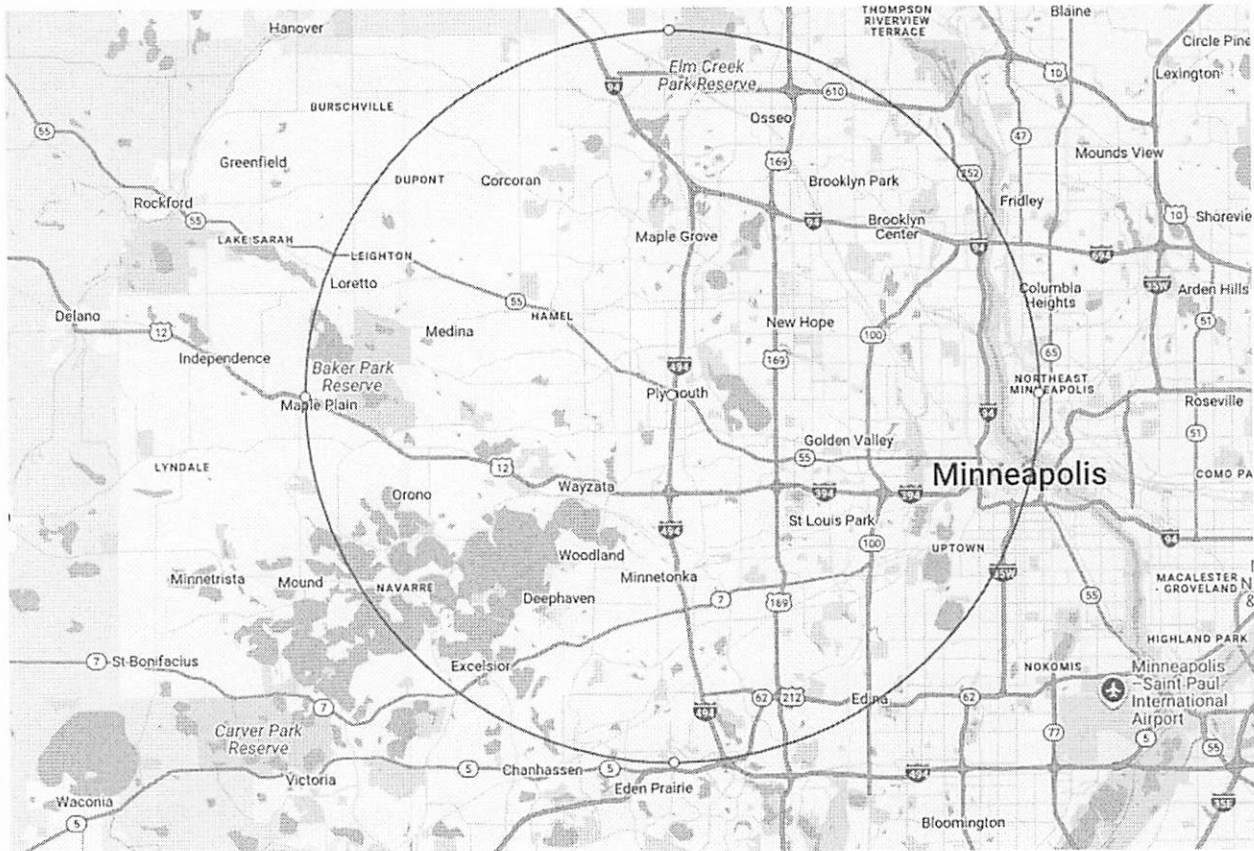 THOMPSON
RIVERVIEW
TERRACE
Blaine
Hanover
Circle Pine
10
Lexington
Elm Creek
Park Reserve
94
610
BURSCHVILLE
Osseo
55
47
Mounds View
169
Greenfield
DUPONT
Corcoran
Brooklyn Park
252
Fridley
Rockford
55
10
Shorevie
94
Brooklyn
Center
LAKE SARAH
Maple Grove
94
694
LEIGHTON
Loretto
35W
Columbia
Heights
Arden Hills
55
HAMEL
Delano
12
Medina
New Hope
100
51
65
Independence
Baker Park
Reserve
494
169
NORTHEAST
MINNEAPOLIS
Maple Plain
Plymouth
94
Roseville
51
Golden Valley
55
LYNDALE
12
Minneapolis
COMO PA
Orono
Wayzata
394
394
St Louis Park
494
100
94
Woodland
UPTOWN
Minnetrista
Mound
NAVARRE
Minnetonka
35W
MACALESTER
- GROVELAND
N
&
Deephaven
7
169
55
HIGHLAND PARK
7
St Bonifacius
Excelsior
NOKOMIS
Minneapolis
–Saint Paul
International
Airport
62
212
Edina
62
7
494
Carver Park
Reserve
77
5
55
5
Chanhassen
5
494
Victoria
Eden Prairie
Waconia
35E
5
Bloomington